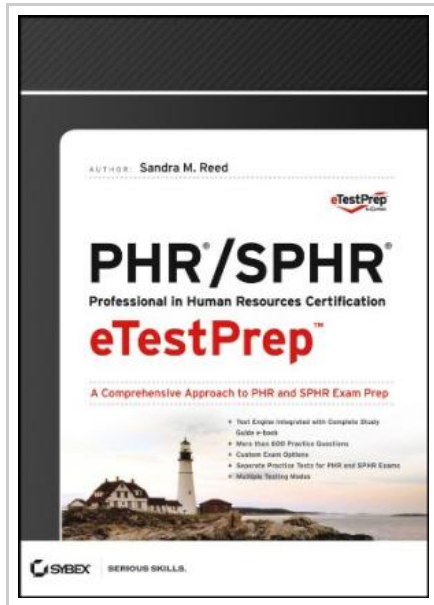 AUTHOR: Sandra M. Reed
eTestPrep
PHR®/SPHR®
Professional in Human Resources Certification
eTestPrep™
A Comprehensive Approach to PHR and SPHR Exam Prep
Test Engine Integrated with Complete Study
Guide e-book
More than 600 Practice Questions
Custom Exam Options
Separate Practice Tests for PHR and SPHR Exams
Multiple Testing Modes
SYBEX SERIOUS SKILLS.